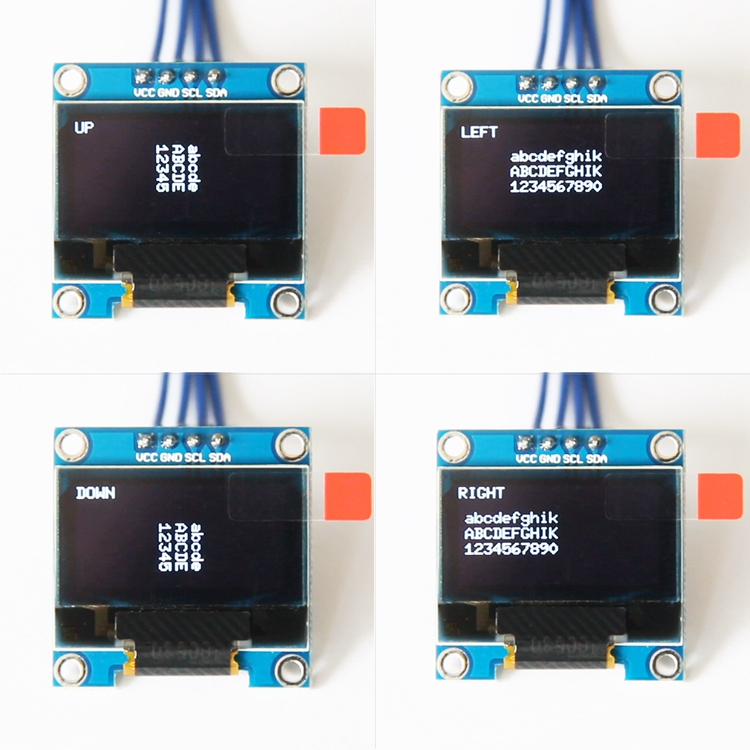 VCC GND SCL SDA
UP
abcde
ABCDE
12345
VCC GND SCL SDA
LEFT
abcdefghik
ABCDEFGHIK
1234567890
VCC GND SCL SDA
DOWN
abcde
ABCDE
12345
VCC GND SCL SDA
RIGHT
abcdefghik
ABCDEFGHIK
1234567890